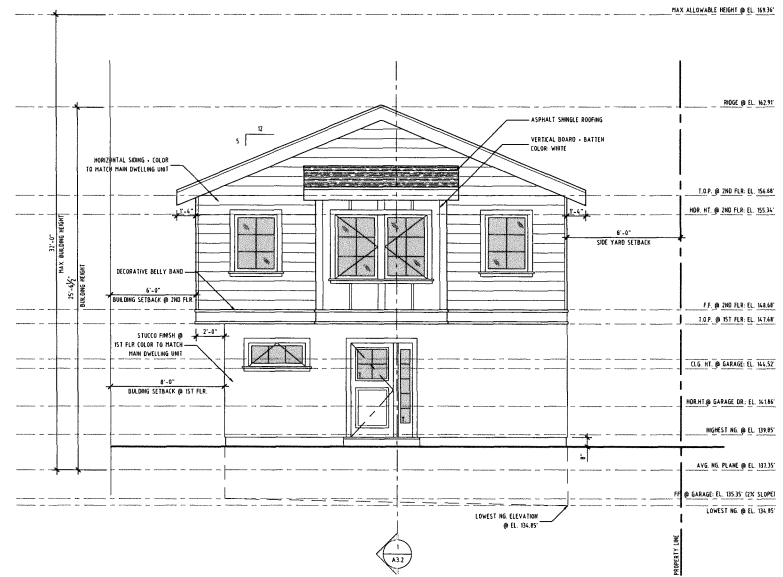 MAX ALLOWABLE HEIGHT @ EL. 169.36'
RIDGE @ EL. 162.91'
12
5
ASPHALT SHINGLE ROOFING
VERTICAL BOARD + BATTEN
COLOR: WHITE
HORIZONTAL SIDING + COLOR
TO MATCH MAIN DWELLING UNIT
T.O.P. @ 2ND FLR: EL. 156.68'
HDR. HT. @ 2ND FLR: EL. 155.34'
1'-6"
1'-6"
6'-0"
SIDE YARD SETBACK
32'-0"
MAX BUILDING HEIGHT
BUILDING HEIGHT
DECORATIVE BELLY BAND
6'-0"
BUILDING SETBACK @ 2ND FLR
F.F. @ 2ND FLR: EL. 148.68'
T.O.P. @ 1ST FLR: EL. 147.68'
2'-0"
STUCCO FINISH @
1ST FLR COLOR TO MATCH
MAIN DWELLING UNIT
CLG. HT. @ GARAGE: EL. 144.52'
8'-0"
BULDING SETBACK @ 1ST FLR.
HDR.HT.@ GARAGE DR.: EL. 141.86'
HIGHEST NG. @ EL. 139.85'
8"
AVG. NG. PLANE @ EL. 137.35'
FF @ GARAGE: EL. 135.35' (2% SLOPE)
LOWEST NG. @ EL. 134.85'
LOWEST NG. ELEVATION
@ EL. 134.85'
PROPERTY LINE
A3.2